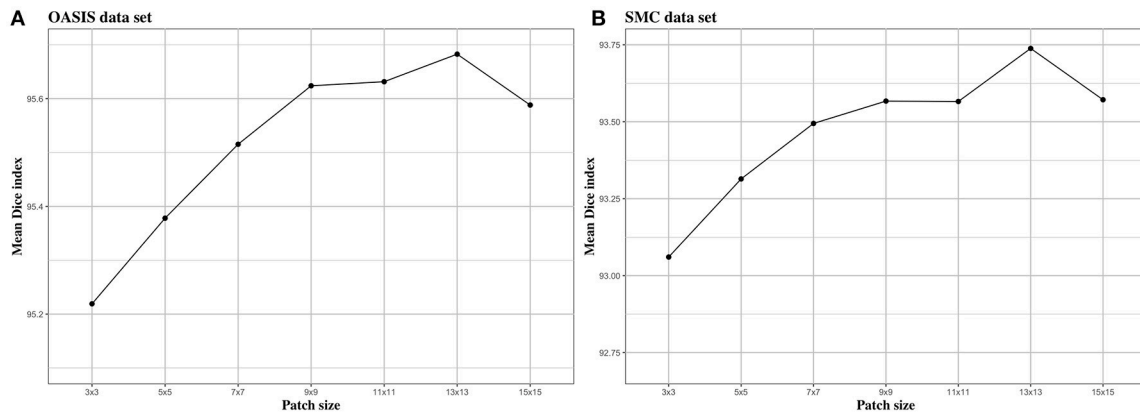 A OASIS data set
Mean Dice index
95.6
95.4
95.2
3x3 5x5 7x7 9x9 11x11 13x13 15x15
Patch size
B SMC data set
Mean Dice index
93.75
93.50
93.25
93.00
92.75
3x3 5x5 7x7 9x9 11x11 13x13 15x15
Patch size